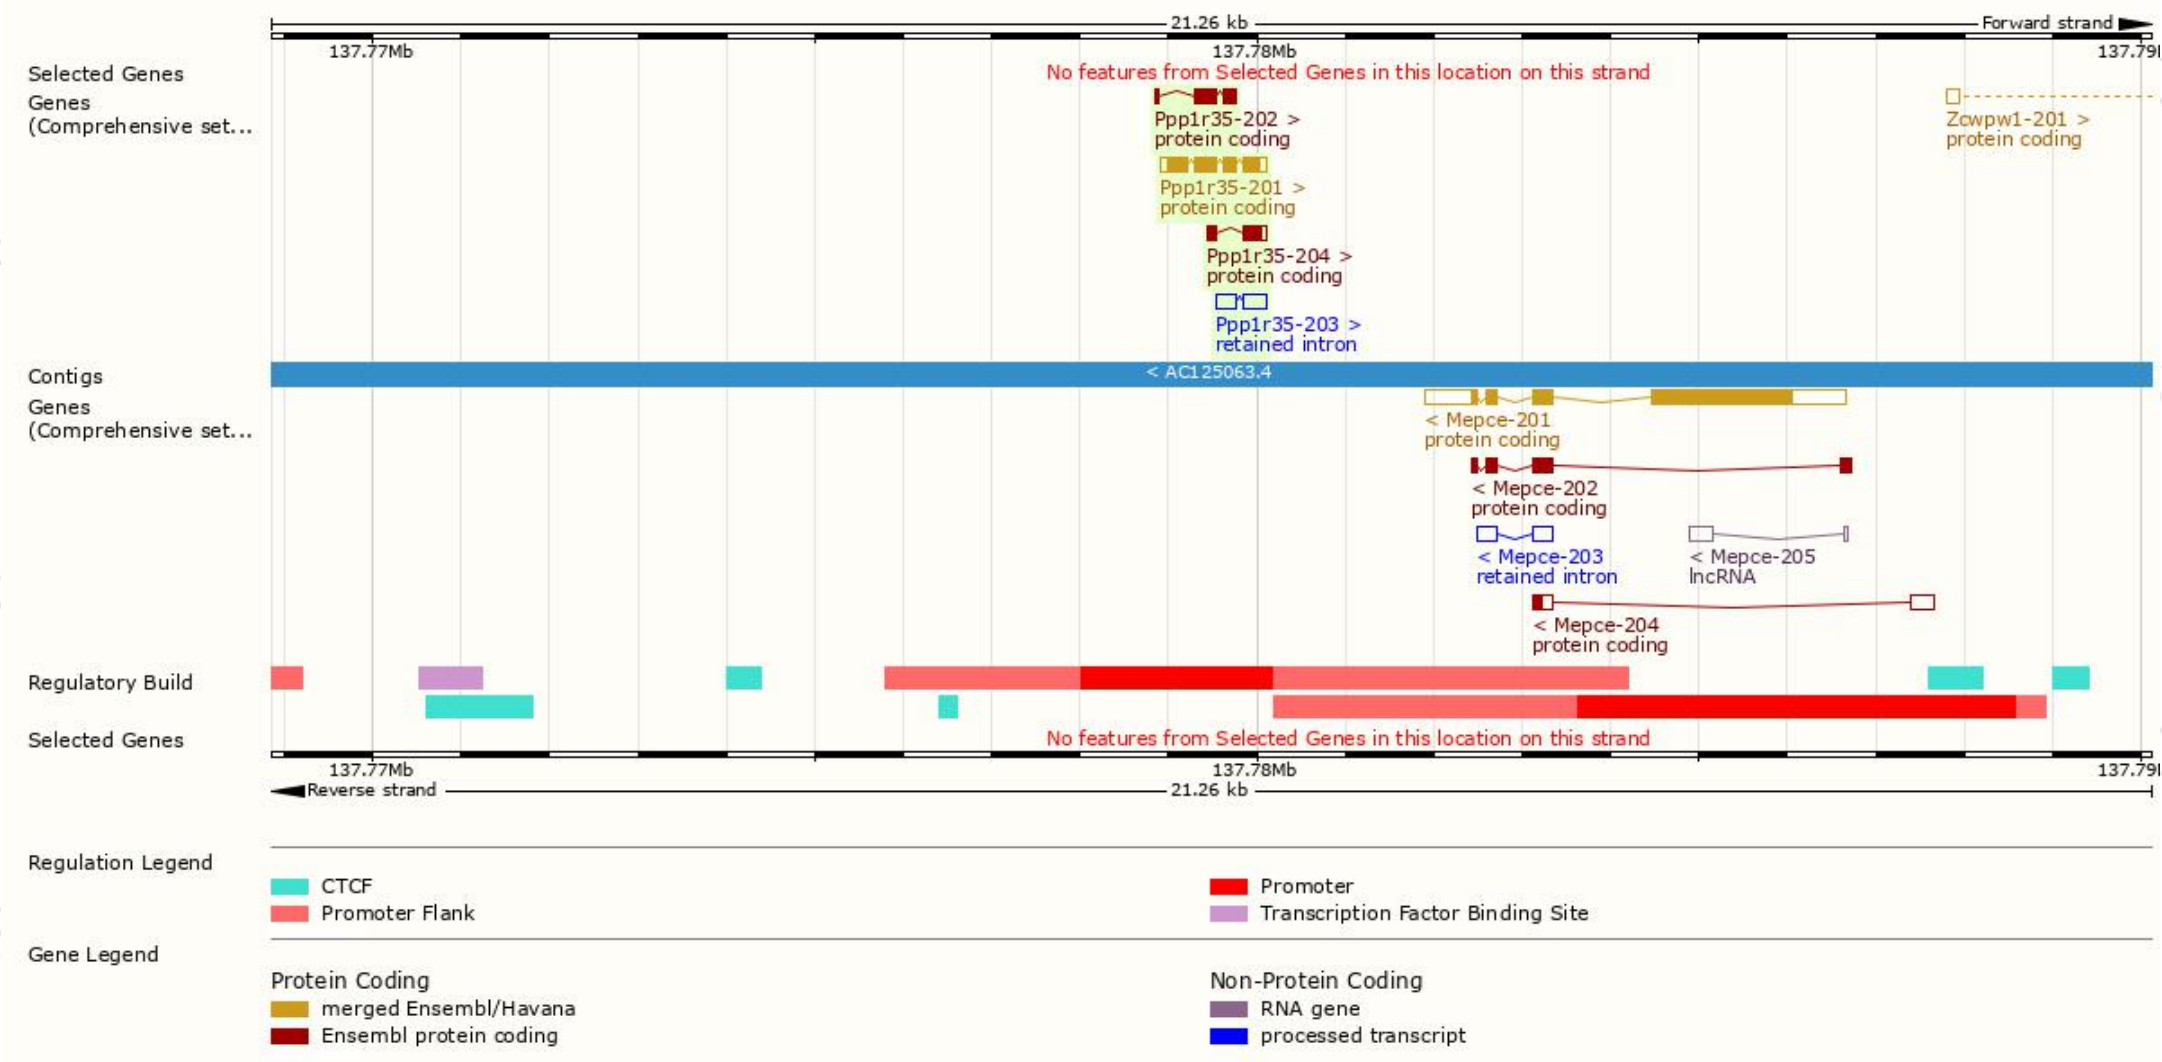 21.26 kb
Forward strand
137.77Mb
137.78Mb
137.79
Selected Genes
No features from Selected Genes in this location on this strand
Genes
(Comprehensive set...
Ppp1r35-202 >
protein coding
Zcwpw1-201 >
protein coding
Ppp1r35-201 >
protein coding
Ppp1r35-204 >
protein coding
Ppp1r35-203 >
retained intron
Contigs
< AC125063.4
Genes
(Comprehensive set...
< Mepce-201
protein coding
< Mepce-202
protein coding
< Mepce-203
retained intron
< Mepce-205
lncRNA
< Mepce-204
protein coding
Regulatory Build
Selected Genes
No features from Selected Genes in this location on this strand
137.77Mb
137.78Mb
137.79
Reverse strand
21.26 kb
Regulation Legend
CTCF
Promoter
Promoter Flank
Transcription Factor Binding Site
Gene Legend
Protein Coding
Non-Protein Coding
merged Ensembl/Havana
RNA gene
Ensembl protein coding
processed transcript